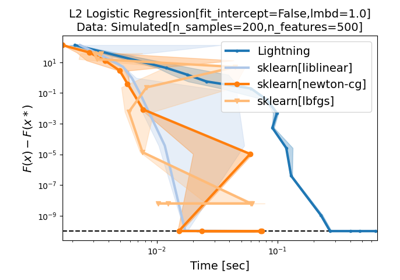 L2 Logistic Regression[fit_intercept=False,lmbd=1.0]
Data: Simulated[n_samples=200,n_features=500]
Lightning
sklearn[liblinear]
sklearn[newton-cg]
sklearn[lbfgs]
F(x) − F(x*)
10¹
10⁻¹
10⁻³
10⁻⁵
10⁻⁷
10⁻⁹
10⁻²
10⁻¹
Time [sec]